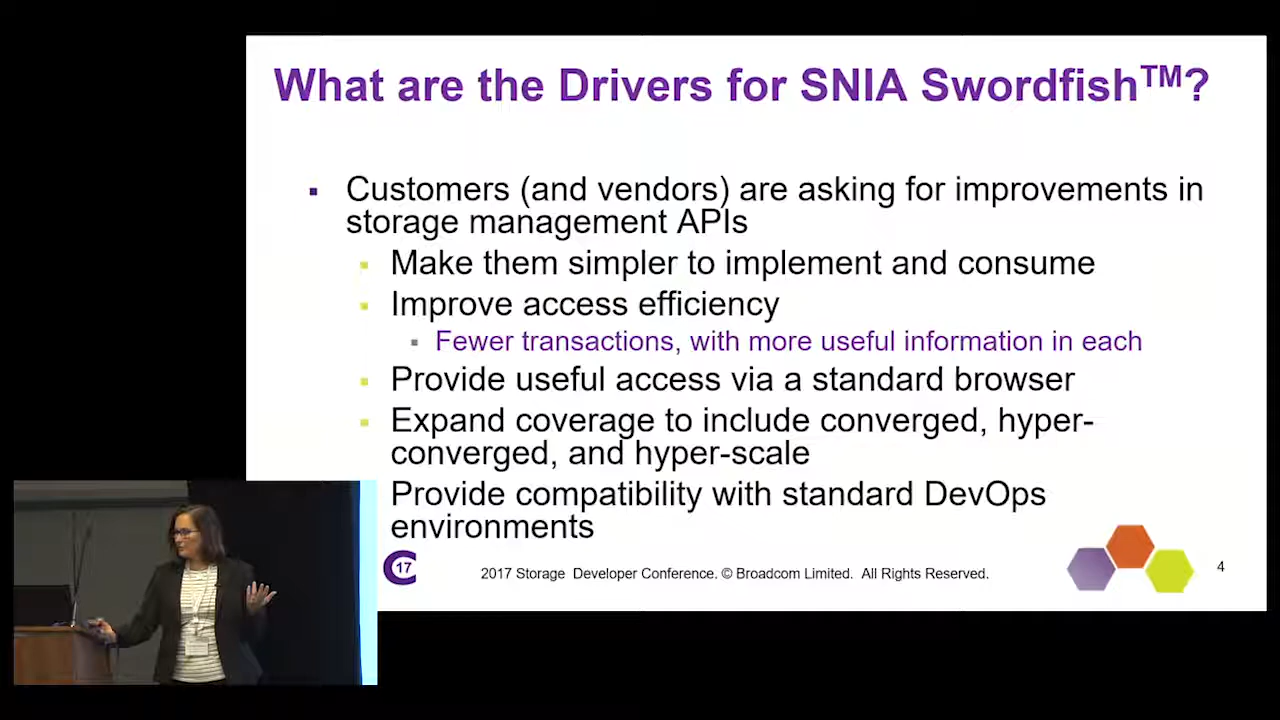 What are the Drivers for SNIA Swordfish™?
Customers (and vendors) are asking for improvements in
storage management APIs
Make them simpler to implement and consume
Improve access efficiency
Fewer transactions, with more useful information in each
Provide useful access via a standard browser
Expand coverage to include converged, hyper-
converged, and hyper-scale
Provide compatibility with standard DevOps
environments
17
2017 Storage Developer Conference. © Broadcom Limited. All Rights Reserved.
4